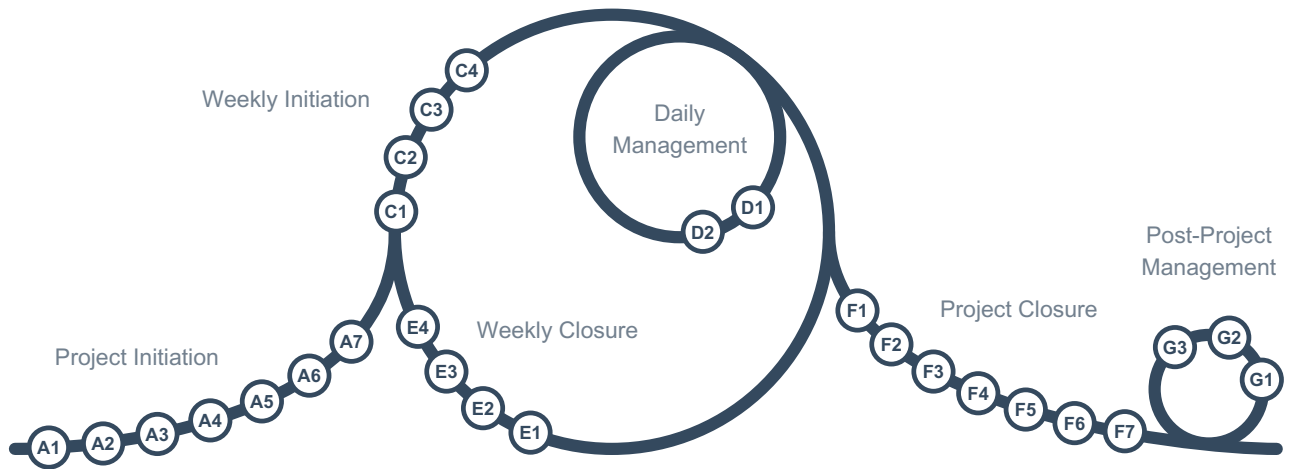 Project Initiation
A1
A2
A3
A4
A5
A6
A7
Weekly Initiation
C1
C2
C3
C4
Daily
Management
D1
D2
Weekly Closure
E1
E2
E3
E4
Project Closure
F1
F2
F3
F4
F5
F6
F7
Post-Project
Management
G1
G2
G3